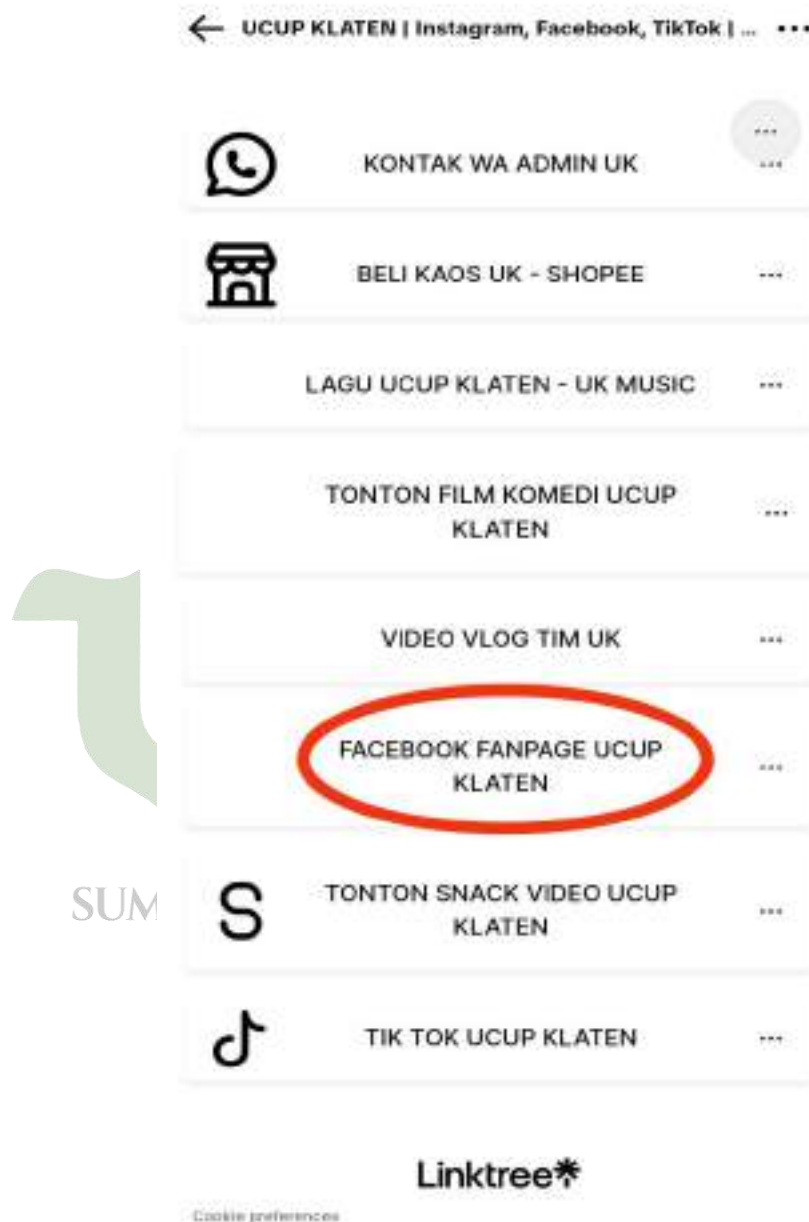 ← UCUP KLATEN | Instagram, Facebook, TikTok | ... ...
KONTAK WA ADMIN UK
BELI KAOS UK - SHOPEE
LAGU UCUP KLATEN - UK MUSIC
TONTON FILM KOMEDI UCUP
KLATEN
VIDEO VLOG TIM UK
FACEBOOK FANPAGE UCUP
KLATEN
SUM
TONTON SNACK VIDEO UCUP
KLATEN
TIK TOK UCUP KLATEN
Linktree
Cookie preferences